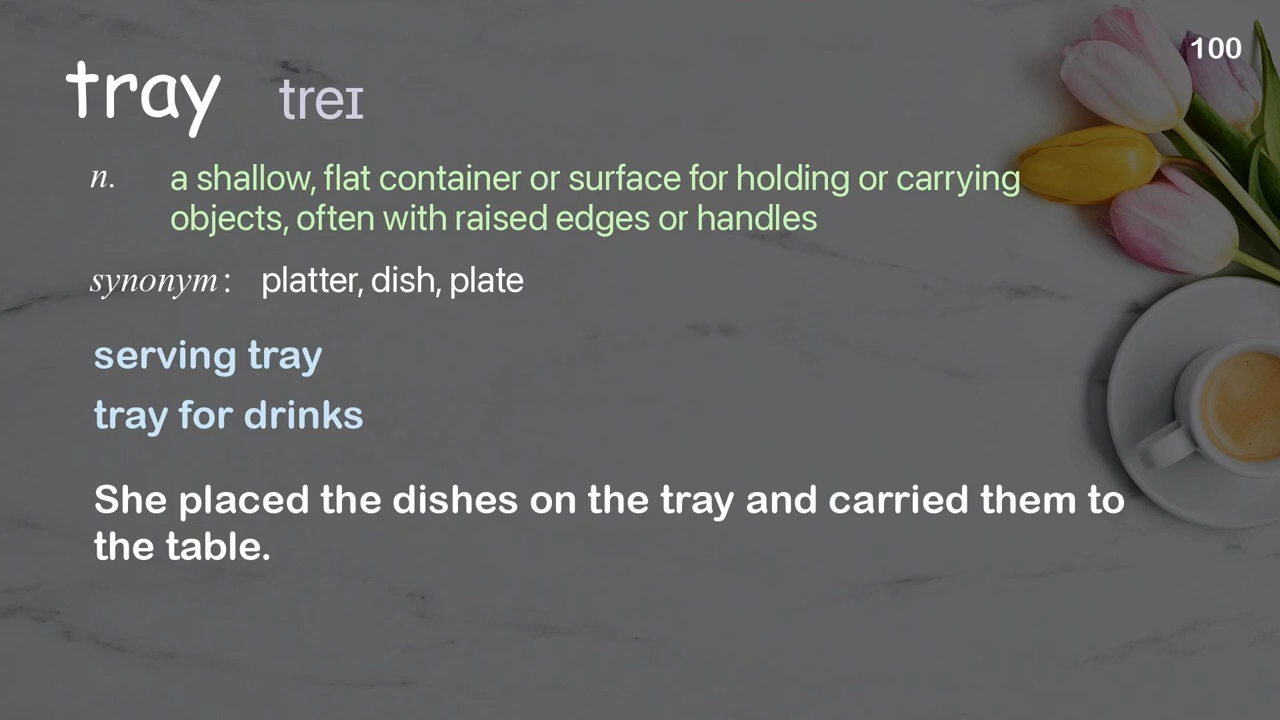 100
tray treɪ
n. a shallow, flat container or surface for holding or carrying
objects, often with raised edges or handles
synonym: platter, dish, plate
serving tray
tray for drinks
She placed the dishes on the tray and carried them to
the table.